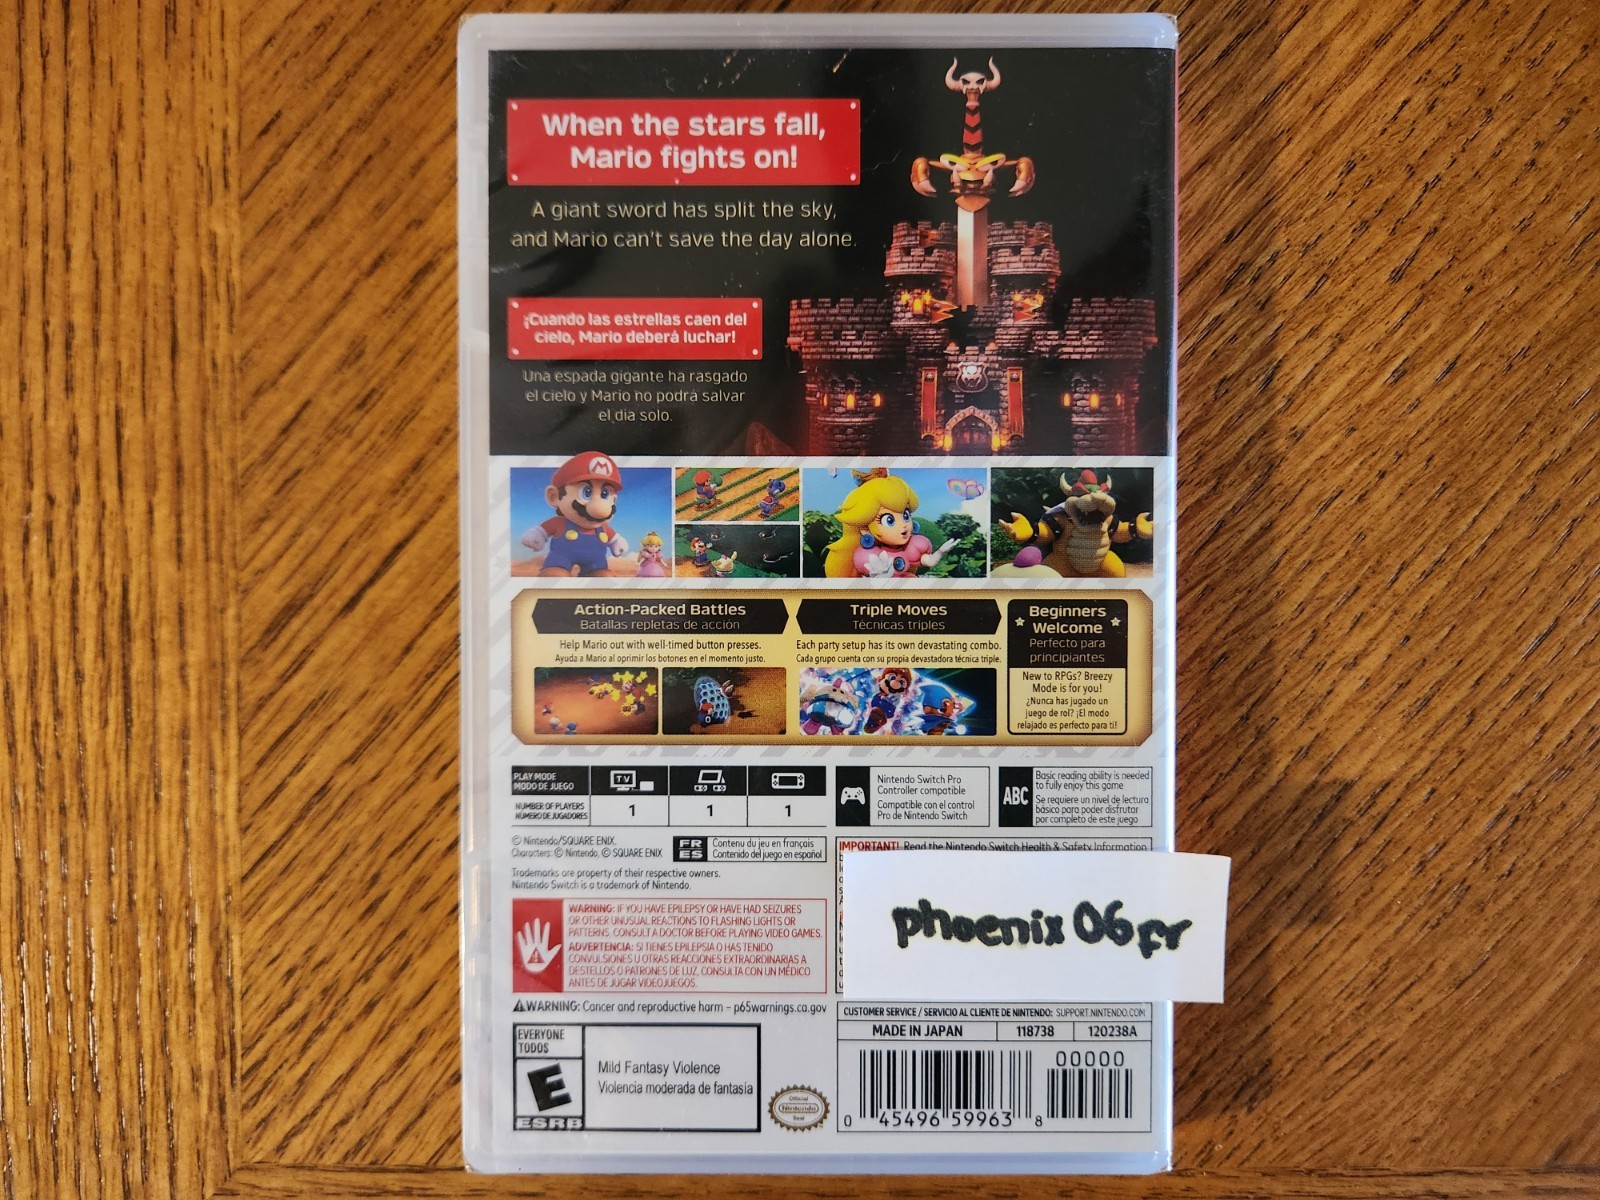 When the stars fall,
Mario fights on!
A giant sword has split the sky,
and Mario can't save the day alone.
¡Cuando las estrellas caen del
cielo, Mario deberá luchar!
Una espada gigante ha rasgado
el cielo y Mario no podrá salvar
el día solo.
Action-Packed Battles
Batallas repletas de acción
Help Mario out with well-timed button presses.
Ayuda a Mario al oprimir los botones en el momento justo.
Triple Moves
Técnicas triples
Each party setup has its own devastating combo.
Cada grupo cuenta con su propia devastadora técnica triple.
Beginners
Welcome
Perfecto para
principiantes
New to RPGs? Breezy
Mode is for you!
¿Nunca has jugado un
juego de rol? ¡El modo
relajado es perfecto para ti!
PLAY MODE
MODO DE JUEGO
TV
NUMBER OF PLAYERS
NÚMERO DE JUGADORES
1
1
1
Nintendo Switch Pro
Controller compatible
Compatible con el control
Pro de Nintendo Switch
ABC
Basic reading ability is needed
to fully enjoy this game
Se requiere un nivel de lectura
básico para poder disfrutar
por completo de este juego
© Nintendo/SQUARE ENIX.
Characters: © Nintendo, © SQUARE ENIX
FR
ES
Contenu du jeu en français
Contenido del juego en español
Trademarks are property of their respective owners.
Nintendo Switch is a trademark of Nintendo.
IMPORTANT! Read the Nintendo Switch Health & Safety Information
phoenix06fr
WARNING: IF YOU HAVE EPILEPSY OR HAVE HAD SEIZURES
OR OTHER UNUSUAL REACTIONS TO FLASHING LIGHTS OR
PATTERNS, CONSULT A DOCTOR BEFORE PLAYING VIDEO GAMES.
ADVERTENCIA: SI TIENES EPILEPSIA O HAS TENIDO
CONVULSIONES U OTRAS REACCIONES EXTRAORDINARIAS A
DESTELLOS O PATRONES DE LUZ, CONSULTA CON UN MÉDICO
ANTES DE JUGAR VIDEOJUEGOS.
WARNING: Cancer and reproductive harm – p65warnings.ca.gov
CUSTOMER SERVICE / SERVICIO AL CLIENTE DE NINTENDO: SUPPORT.NINTENDO.COM
MADE IN JAPAN
118738
120238A
EVERYONE
TODOS
E
ESRB
Mild Fantasy Violence
Violencia moderada de fantasía
Official
Nintendo
Seal
00000
0 45496 59963 8